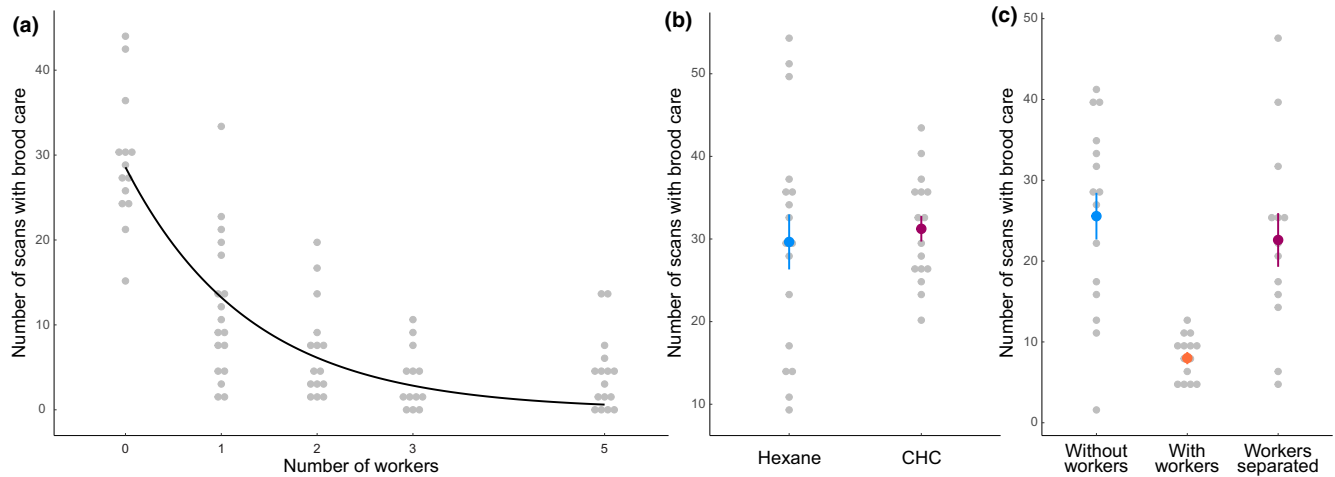 (a)
Number of scans with brood care
40
30
20
10
0
0
1
2
3
5
Number of workers
(b)
Number of scans with brood care
50
40
30
20
10
Hexane
CHC
(c)
Number of scans with brood care
50
40
30
20
10
0
Without
workers
With
workers
Workers
separated